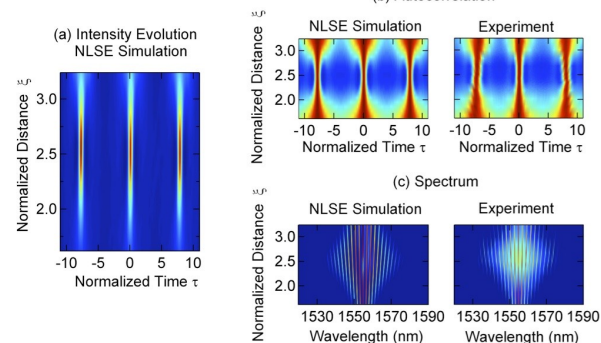 (a) Intensity Evolution
NLSE Simulation
Normalized Distance ξ
3.0
2.5
2.0
-10 -5 0 5 10
Normalized Time τ
(b) Autocorrelation
NLSE Simulation
Experiment
Normalized Distance ξ
3.0
2.5
2.0
-10 -5 0 5 10
-10 -5 0 5 10
Normalized Time τ
Normalized Time τ
(c) Spectrum
NLSE Simulation
Experiment
Normalized Distance ξ
3.0
2.5
2.0
1530 1550 1570 1590
1530 1550 1570 1590
Wavelength (nm)
Wavelength (nm)